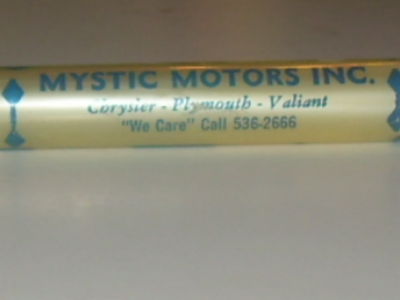 MYSTIC MOTORS INC.
Chrysler - Plymouth - Valiant
"We Care" Call 536-2666